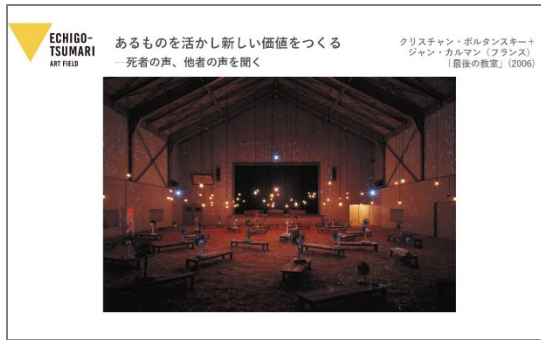 ECHIGO-
TSUMARI
ART FIELD
あるものを活かし新しい価値をつくる
―死者の声、他者の声を聞く
クリスチャン・ボルタンスキー＋
ジャン・カルマン（フランス）
「最後の教室」(2006)